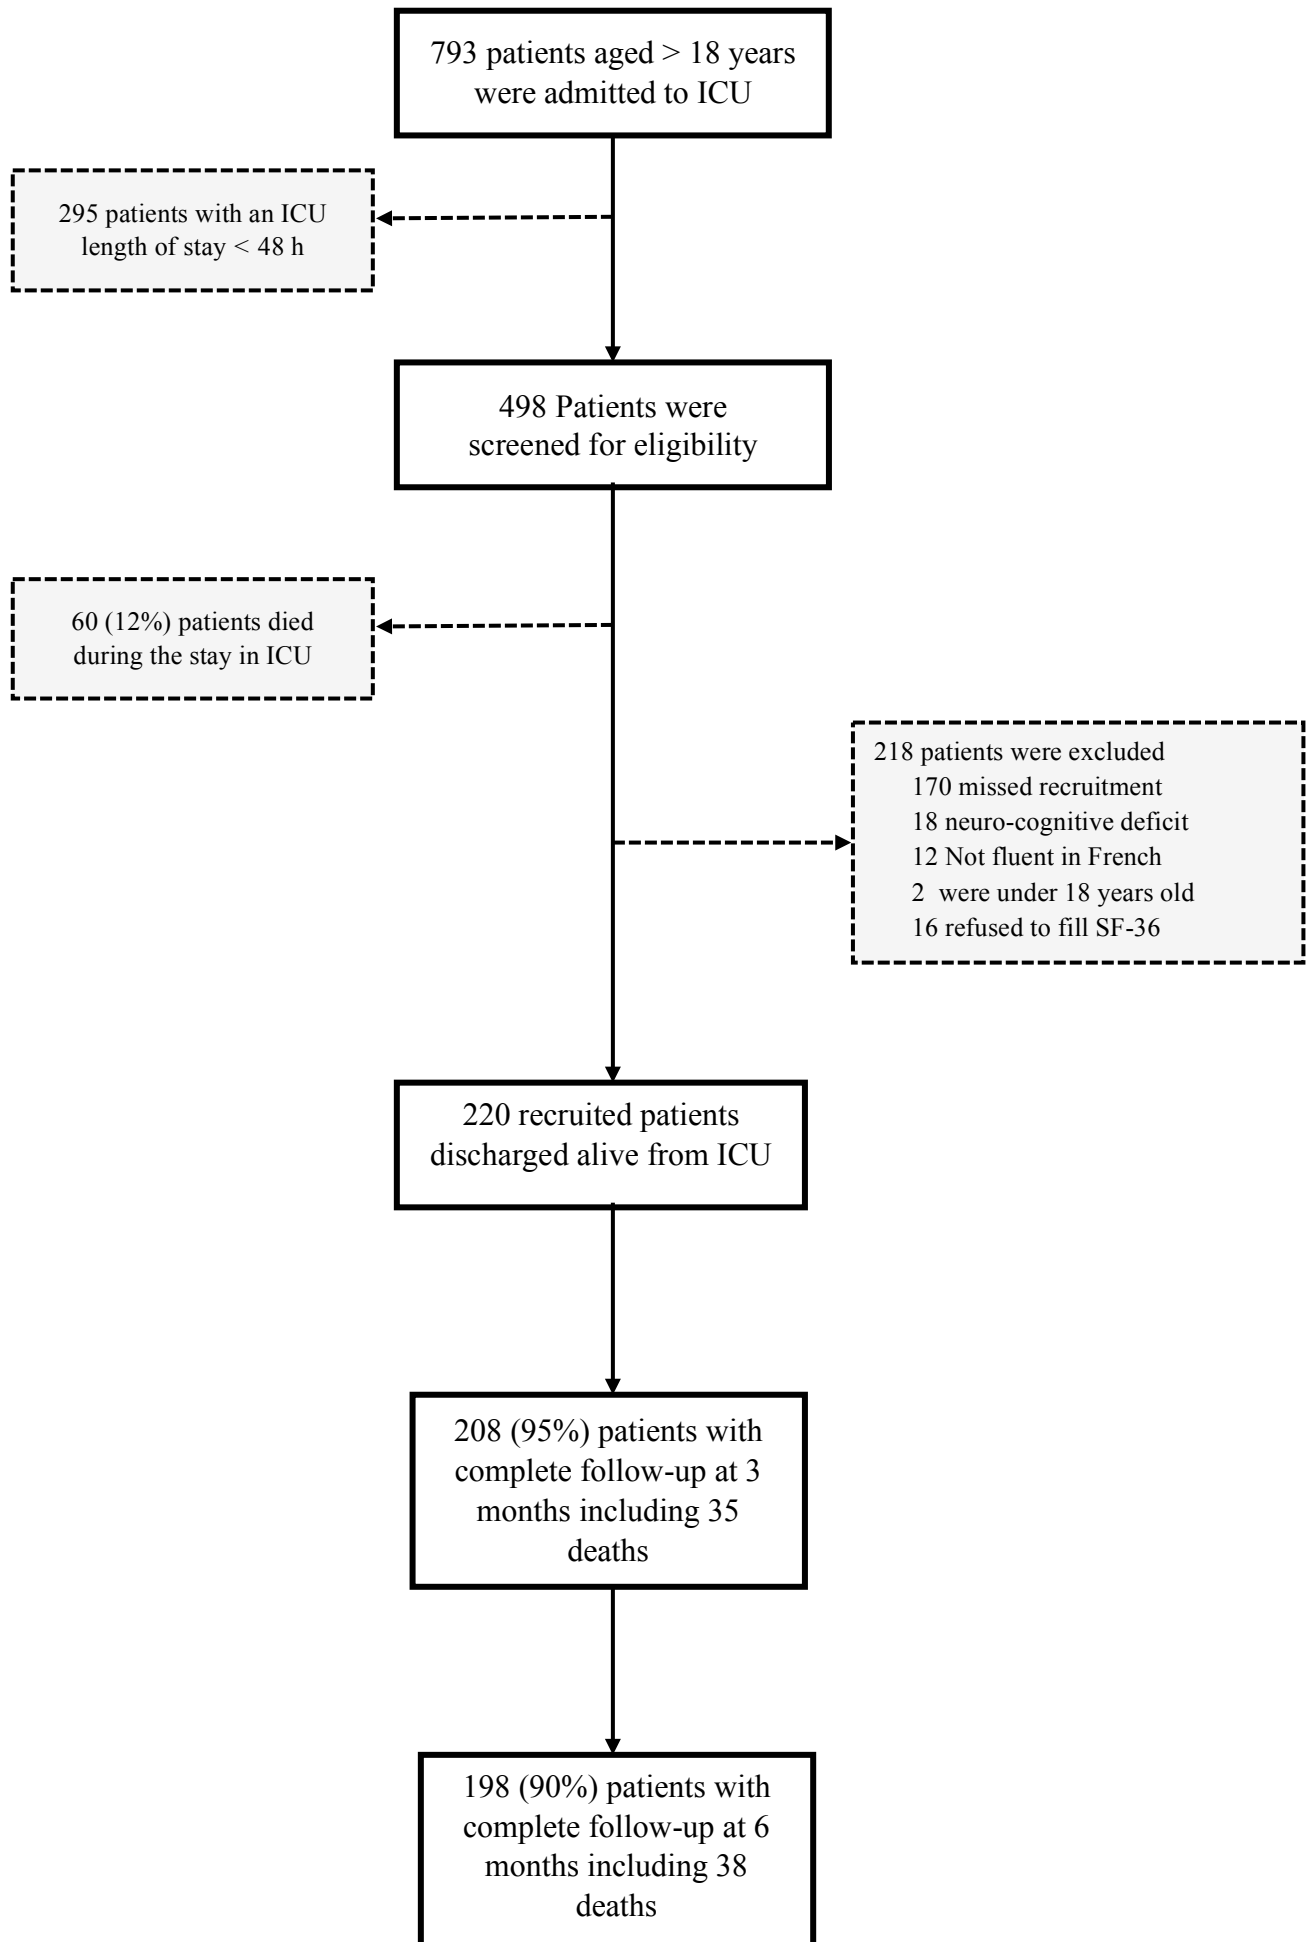 793 patients aged > 18 years
were admitted to ICU
295 patients with an ICU
length of stay < 48 h
498 Patients were
screened for eligibility
60 (12%) patients died
during the stay in ICU
218 patients were excluded
170 missed recruitment
18 neuro-cognitive deficit
12 Not fluent in French
2 were under 18 years old
16 refused to fill SF-36
220 recruited patients
discharged alive from ICU
208 (95%) patients with
complete follow-up at 3
months including 35
deaths
198 (90%) patients with
complete follow-up at 6
months including 38
deaths